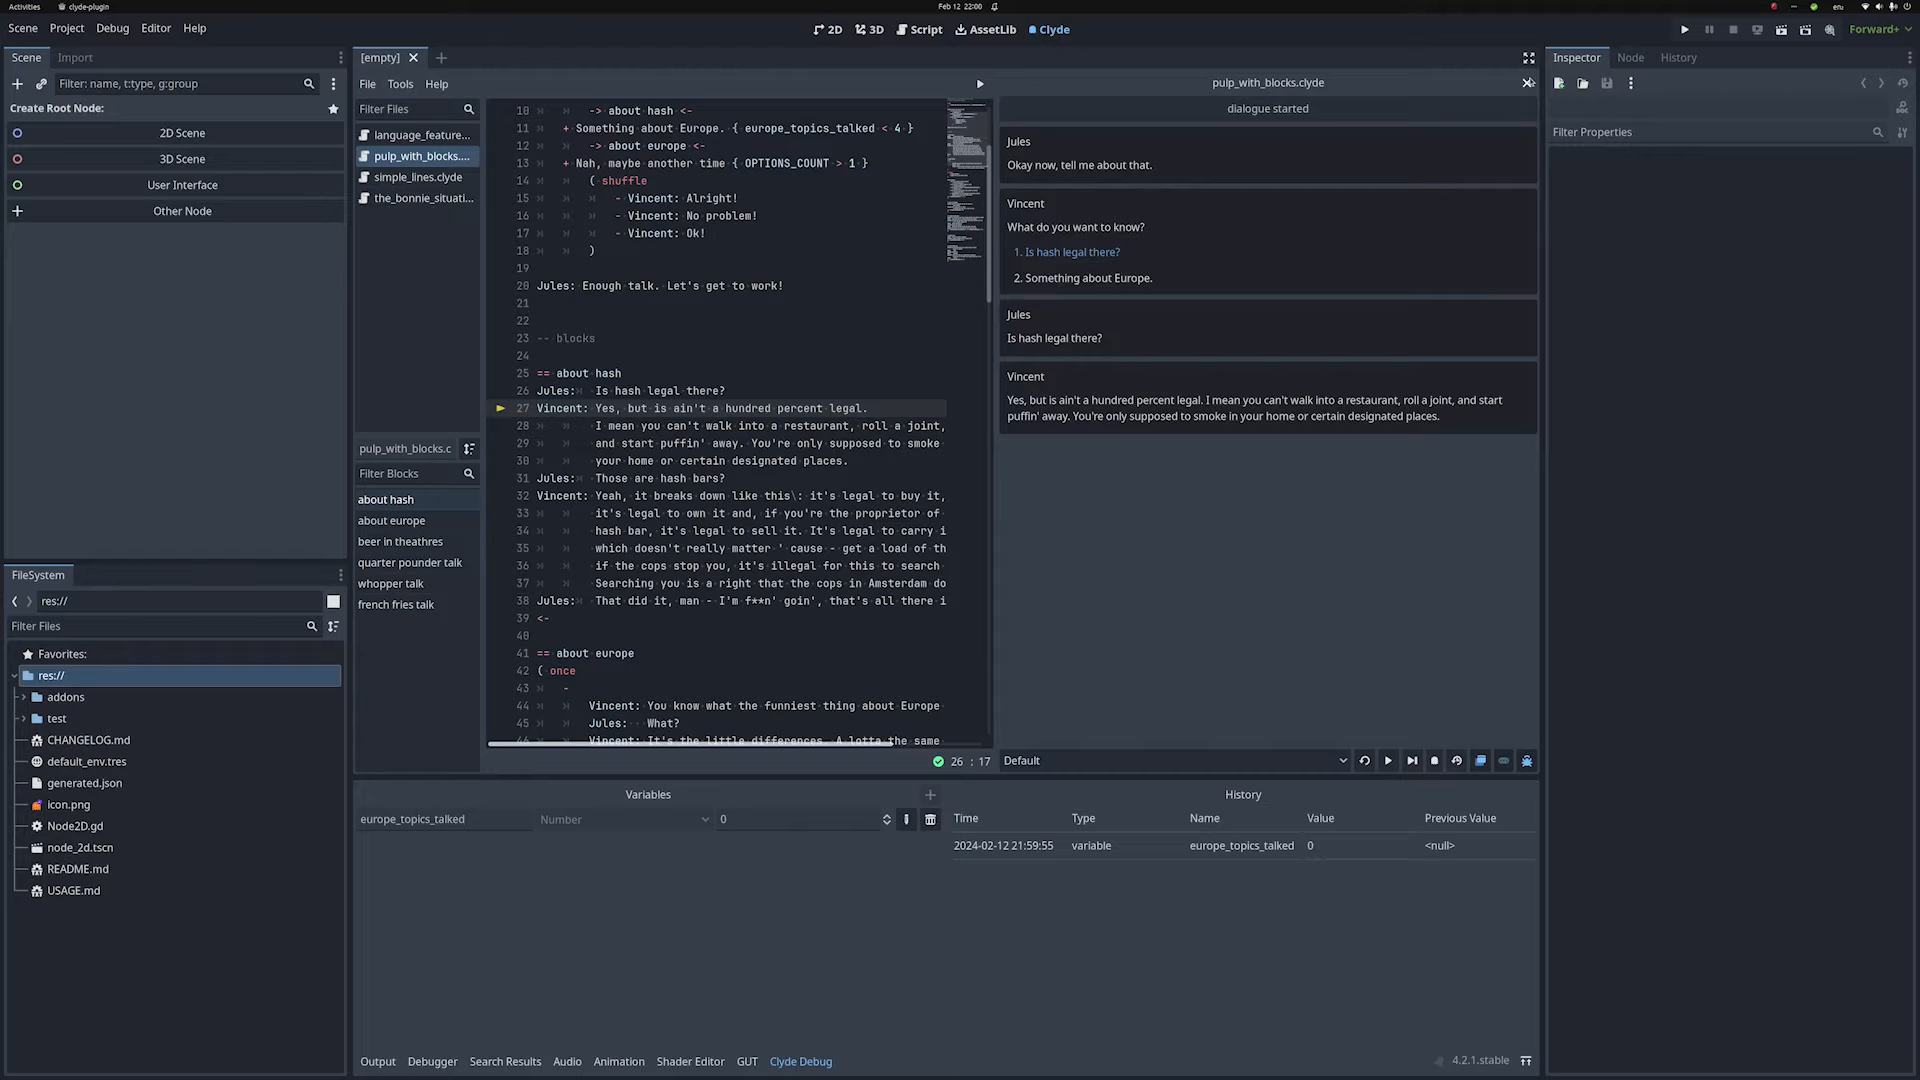 Activities
clyde-plugin
Feb 12 22:00
en
Scene Project Debug Editor Help
2D 3D Script AssetLib Clyde
Forward+
Scene Import
Filter: name, t:type, g:group
Create Root Node:
2D Scene
3D Scene
User Interface
Other Node
FileSystem
res://
Filter Files
Favorites:
res://
addons
test
CHANGELOG.md
default_env.tres
generated.json
icon.png
Node2D.gd
node_2d.tscn
README.md
USAGE.md
[empty]
File Tools Help
Filter Files
language_feature...
pulp_with_blocks....
simple_lines.clyde
the_bonnie_situati...
pulp_with_blocks.c
Filter Blocks
about hash
about europe
beer in theathres
quarter pounder talk
whopper talk
french fries talk
10 -> about hash <-
11 + Something about Europe. { europe_topics_talked < 4 }
12 -> about europe <-
13 + Nah, maybe another time { OPTIONS_COUNT > 1 }
14 ( shuffle
15 - Vincent: Alright!
16 - Vincent: No problem!
17 - Vincent: Ok!
18 )
19
20 Jules: Enough talk. Let's get to work!
21
22
23 -- blocks
24
25 == about hash
26 Jules: Is hash legal there?
27 Vincent: Yes, but is ain't a hundred percent legal.
28 I mean you can't walk into a restaurant, roll a joint,
29 and start puffin' away. You're only supposed to smoke
30 your home or certain designated places.
31 Jules: Those are hash bars?
32 Vincent: Yeah, it breaks down like this\: it's legal to buy it,
33 it's legal to own it and, if you're the proprietor of
34 hash bar, it's legal to sell it. It's legal to carry i
35 which doesn't really matter ' cause - get a load of th
36 if the cops stop you, it's illegal for this to search
37 Searching you is a right that the cops in Amsterdam do
38 Jules: That did it, man - I'm f**n' goin', that's all there i
39 <-
40
41 == about europe
42 ( once
43 -
44 Vincent: You know what the funniest thing about Europe
45 Jules: What?
46 Vincent: It's the little differences. A lotta the same
26 : 17
pulp_with_blocks.clyde
dialogue started
Jules
Okay now, tell me about that.
Vincent
What do you want to know?
1. Is hash legal there?
2. Something about Europe.
Jules
Is hash legal there?
Vincent
Yes, but is ain't a hundred percent legal. I mean you can't walk into a restaurant, roll a joint, and start
puffin' away. You're only supposed to smoke in your home or certain designated places.
Default
Variables
europe_topics_talked Number 0
History
Time Type Name Value Previous Value
2024-02-12 21:59:55 variable europe_topics_talked 0 <null>
Output Debugger Search Results Audio Animation Shader Editor GUT Clyde Debug
4.2.1.stable
Inspector Node History
Filter Properties